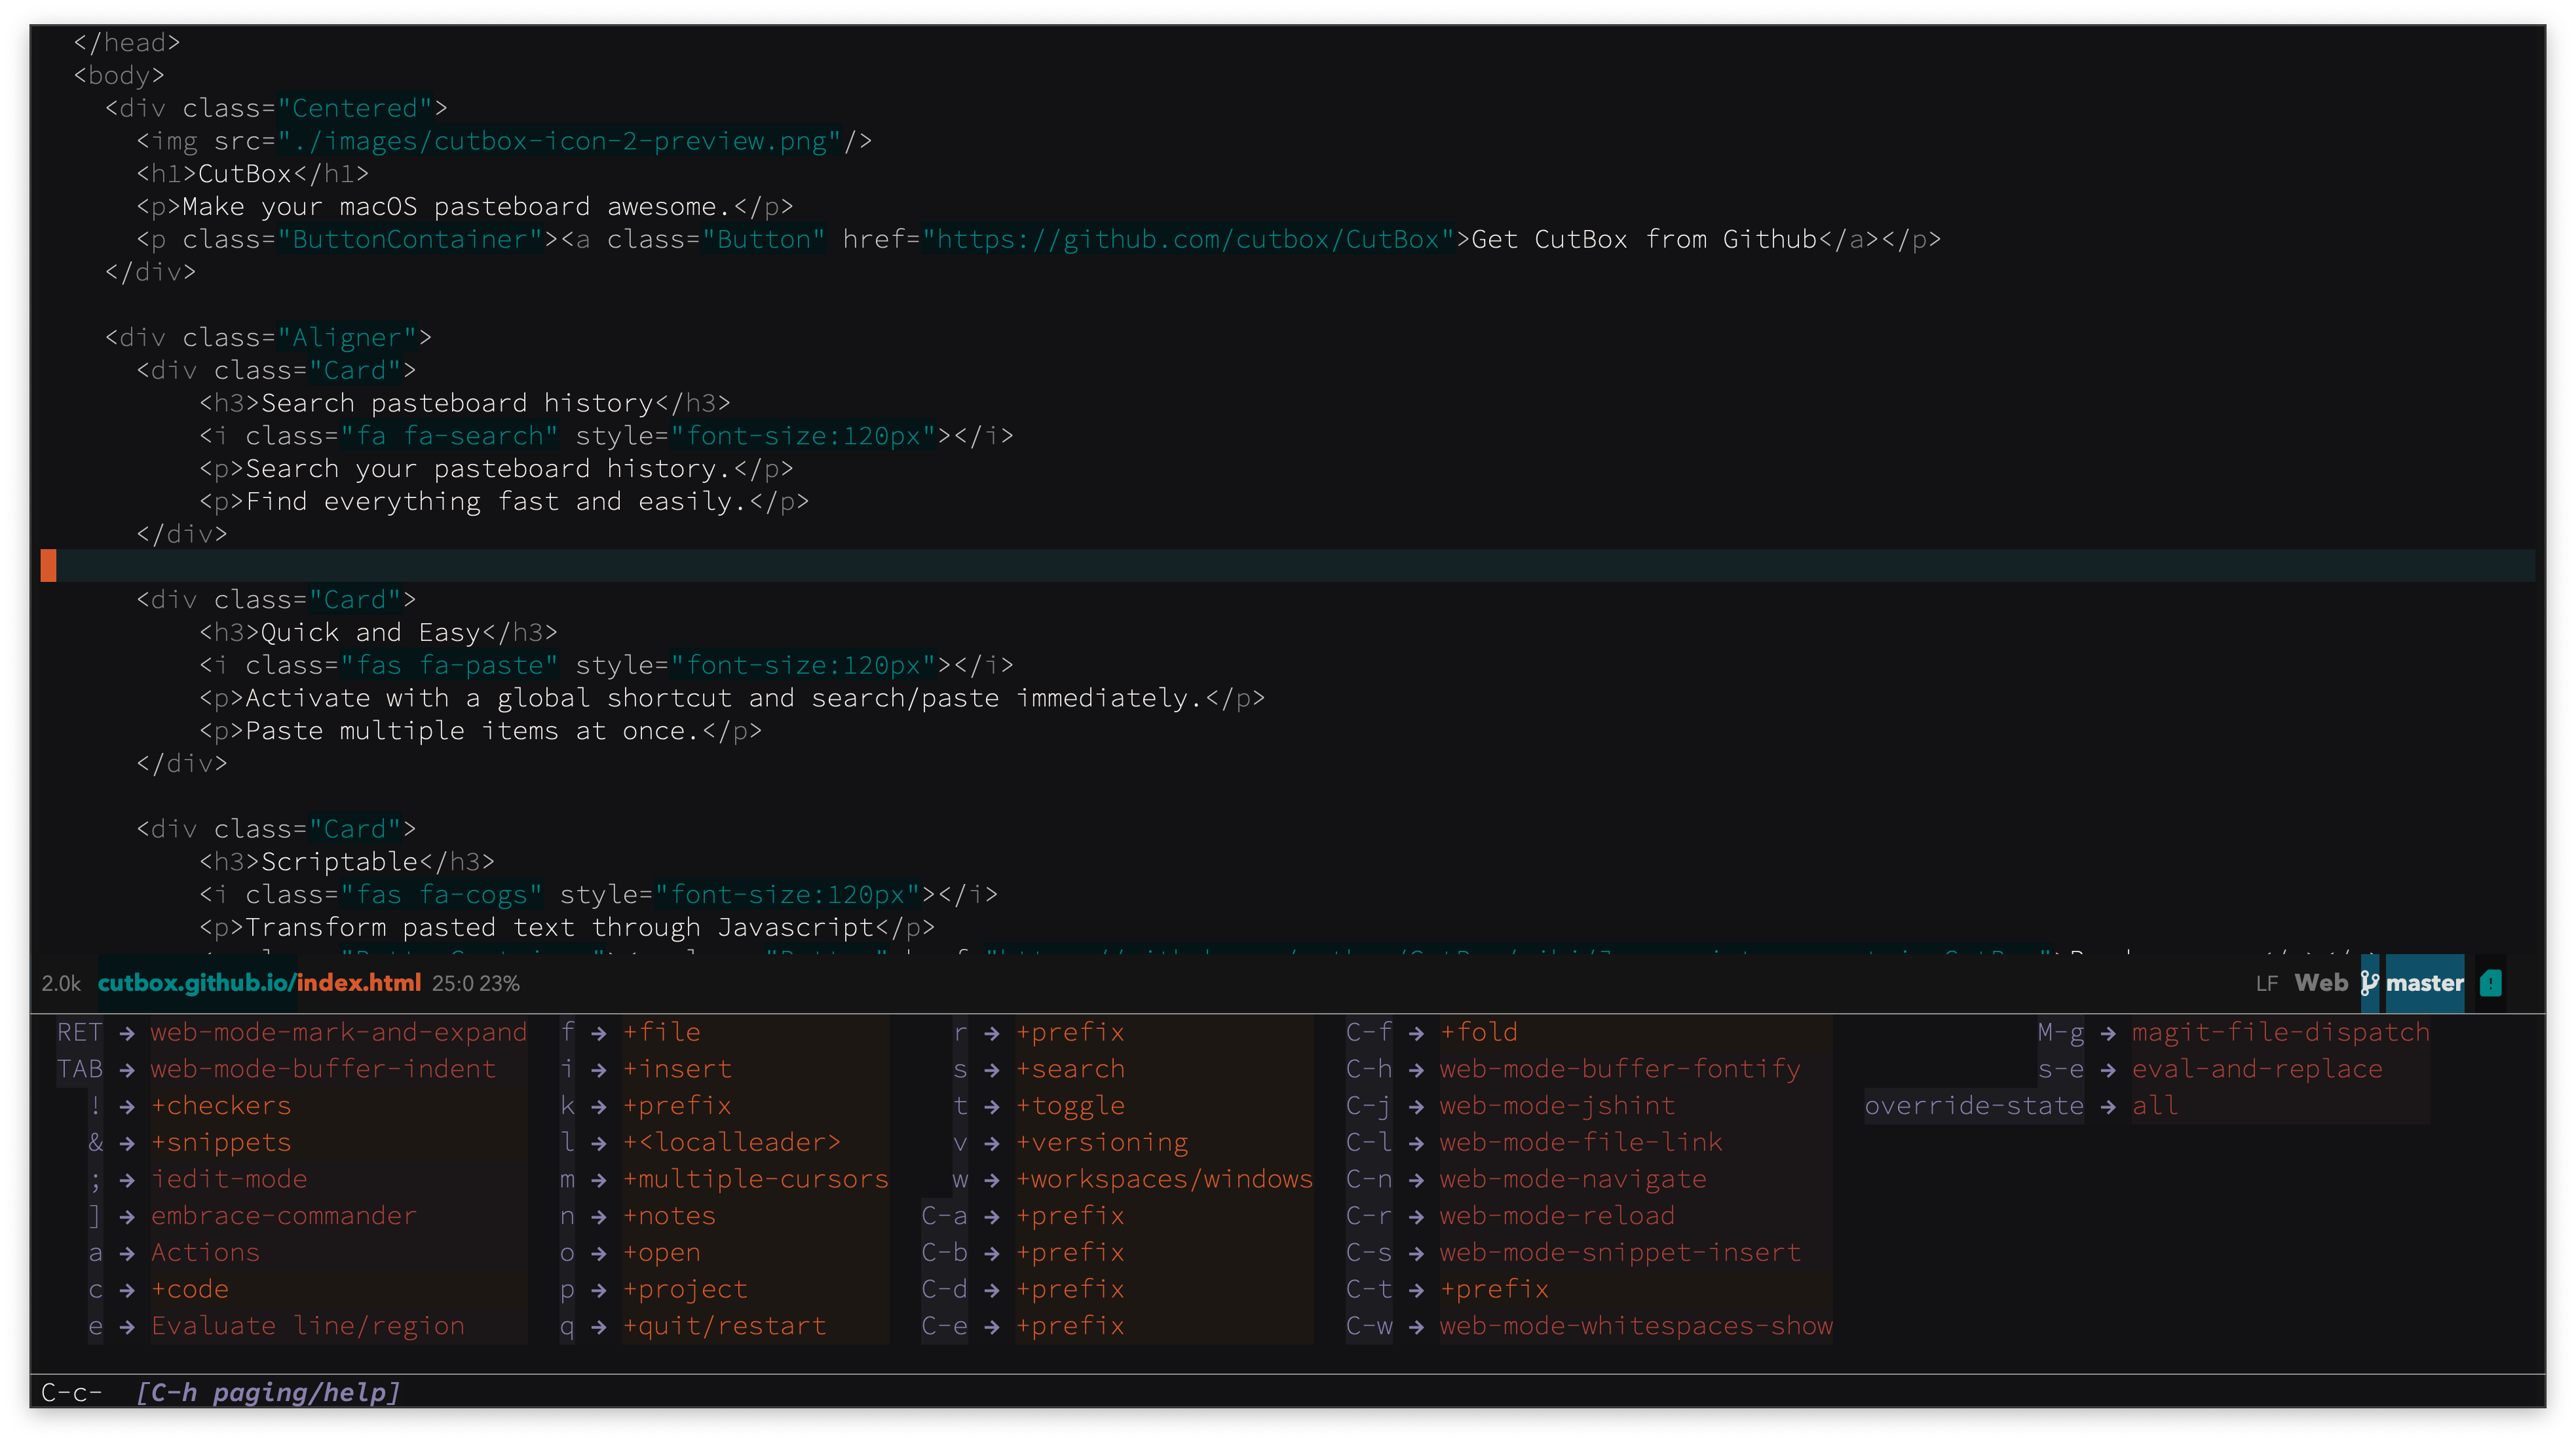 </head>
<body>
<div class="Centered">
<img src="./images/cutbox-icon-2-preview.png"/>
<h1>CutBox</h1>
<p>Make your macOS pasteboard awesome.</p>
<p class="ButtonContainer"><a class="Button" href="https://github.com/cutbox/CutBox">Get CutBox from Github</a></p>
</div>
<div class="Aligner">
<div class="Card">
<h3>Search pasteboard history</h3>
<i class="fa fa-search" style="font-size:120px"></i>
<p>Search your pasteboard history.</p>
<p>Find everything fast and easily.</p>
</div>
<div class="Card">
<h3>Quick and Easy</h3>
<i class="fas fa-paste" style="font-size:120px"></i>
<p>Activate with a global shortcut and search/paste immediately.</p>
<p>Paste multiple items at once.</p>
</div>
<div class="Card">
<h3>Scriptable</h3>
<i class="fas fa-cogs" style="font-size:120px"></i>
<p>Transform pasted text through Javascript</p>
2.0k cutbox.github.io/index.html 25:0 23% LF Web master
RET → web-mode-mark-and-expand f → +file r → +prefix C-f → +fold M-g → magit-file-dispatch
TAB → web-mode-buffer-indent i → +insert s → +search C-h → web-mode-buffer-fontify s-e → eval-and-replace
! → +checkers k → +prefix t → +toggle C-j → web-mode-jshint override-state → all
& → +snippets l → +<localleader> v → +versioning C-l → web-mode-file-link
; → iedit-mode m → +multiple-cursors w → +workspaces/windows C-n → web-mode-navigate
] → embrace-commander n → +notes C-a → +prefix C-r → web-mode-reload
a → Actions o → +open C-b → +prefix C-s → web-mode-snippet-insert
c → +code p → +project C-d → +prefix C-t → +prefix
e → Evaluate line/region q → +quit/restart C-e → +prefix C-w → web-mode-whitespaces-show
C-c- [C-h paging/help]